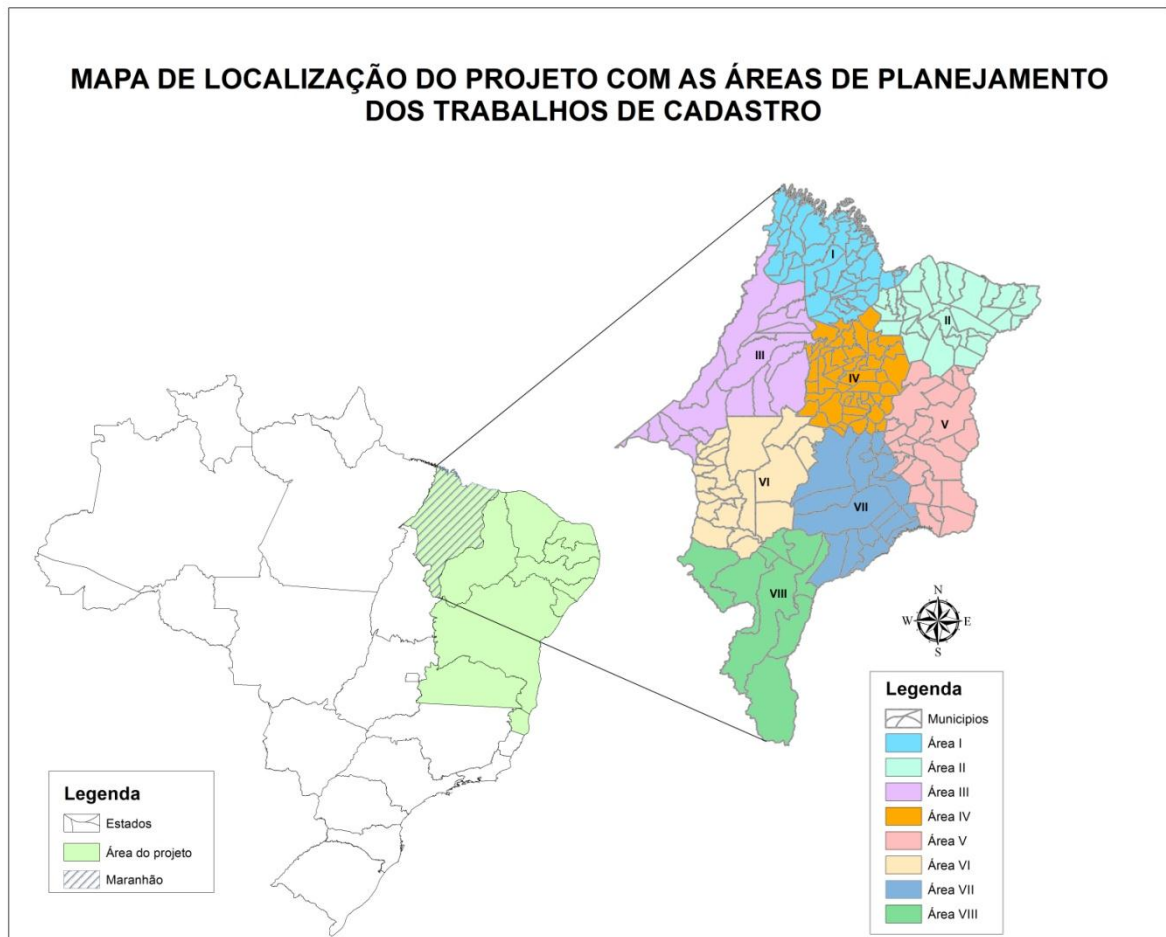 MAPA DE LOCALIZAÇÃO DO PROJETO COM AS ÁREAS DE PLANEJAMENTO
DOS TRABALHOS DE CADASTRO
I
II
III
IV
V
VI
VII
VIII
N
W E
S
Legenda
Municipios
Área I
Área II
Área III
Área IV
Área V
Área VI
Área VII
Área VIII
Legenda
Estados
Área do projeto
Maranhão